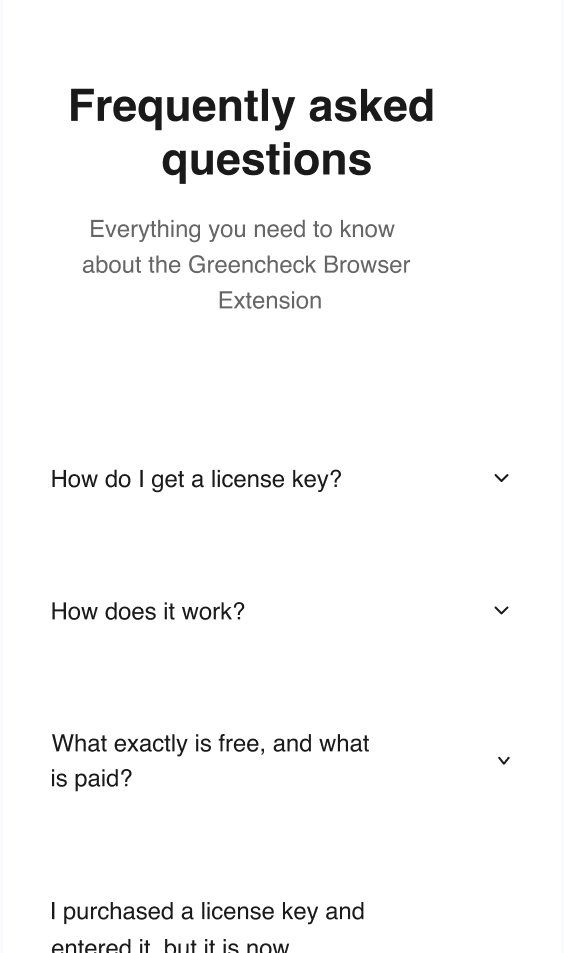 Frequently asked
questions
Everything you need to know
about the Greencheck Browser
Extension
How do I get a license key?
How does it work?
What exactly is free, and what
is paid?
I purchased a license key and
entered it, but it is now